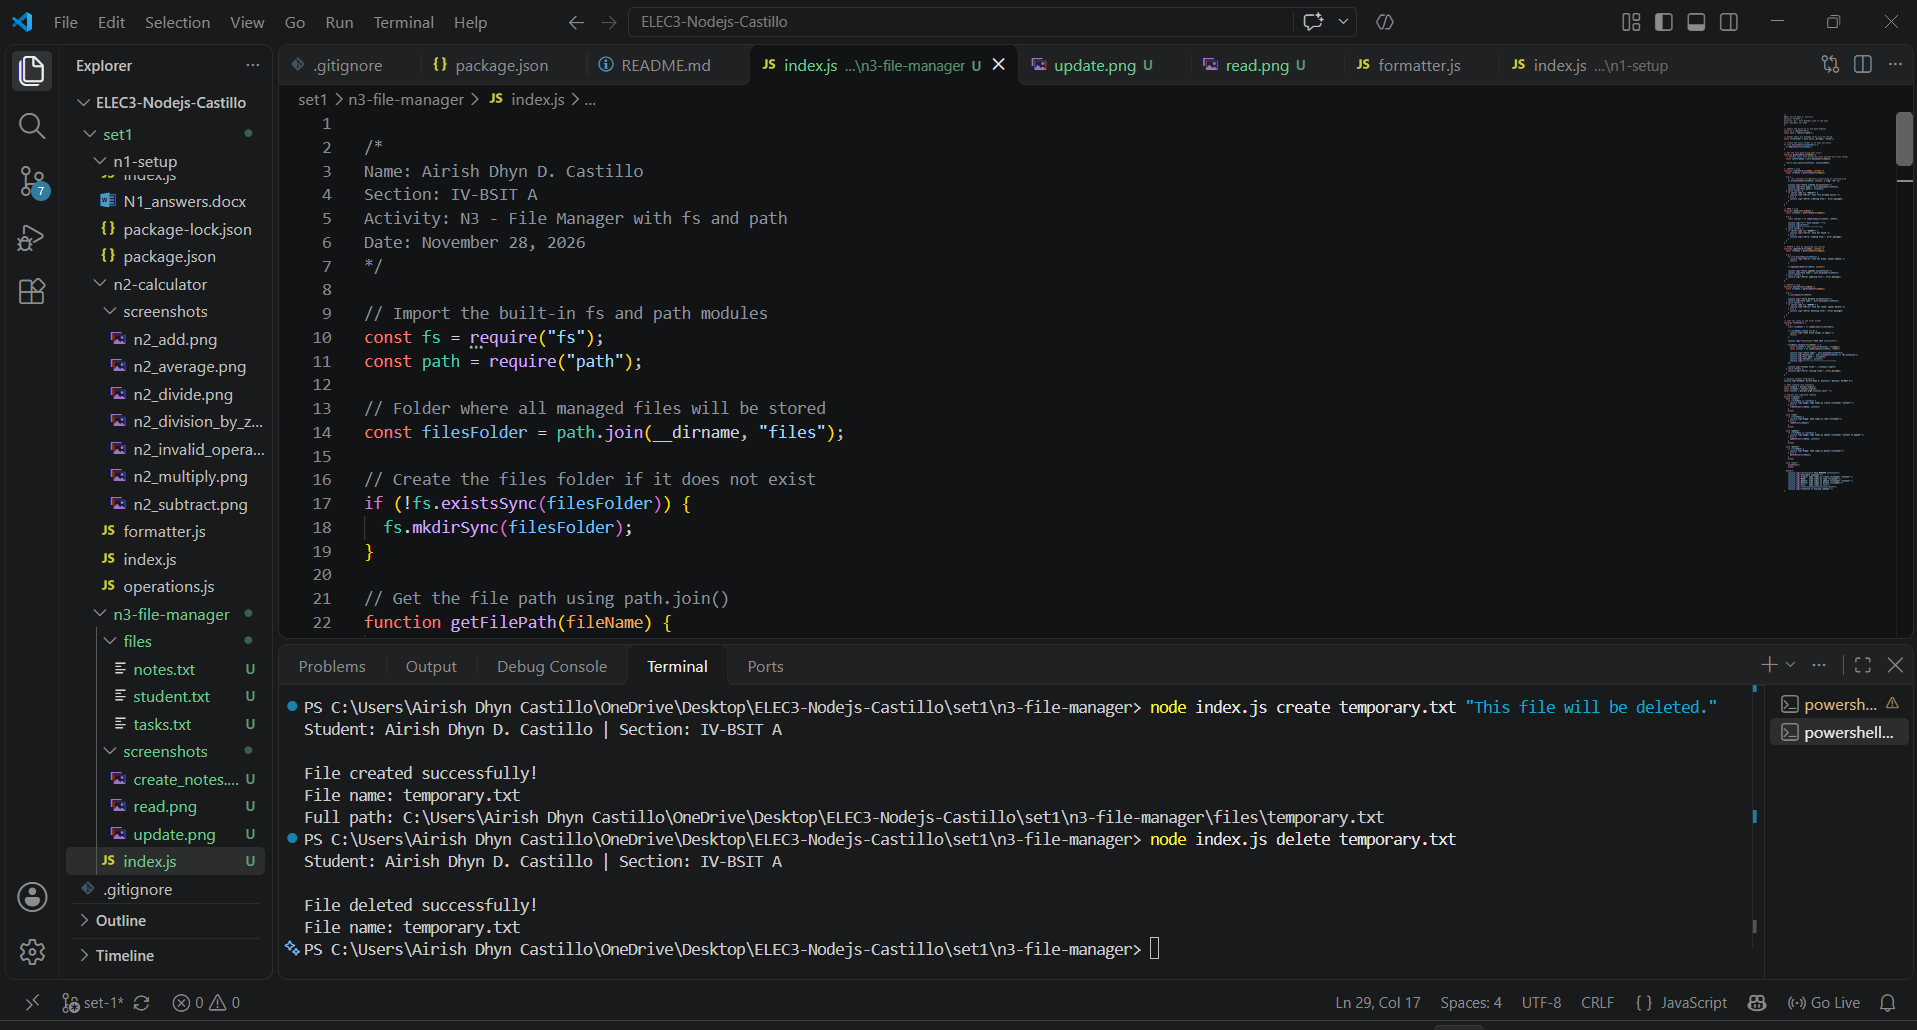 File Edit Selection View Go Run Terminal Help
ELEC3-Nodejs-Castillo
Explorer
.gitignore
package.json
README.md
index.js ...\n3-file-manager U
update.png U
read.png U
formatter.js
index.js ...\n1-setup
set1 > n3-file-manager > JS index.js > ...
ELEC3-Nodejs-Castillo
set1
n1-setup
index.js
N1_answers.docx
package-lock.json
package.json
n2-calculator
screenshots
n2_add.png
n2_average.png
n2_divide.png
n2_division_by_z...
n2_invalid_opera...
n2_multiply.png
n2_subtract.png
JS formatter.js
JS index.js
JS operations.js
n3-file-manager
files
notes.txt U
student.txt U
tasks.txt U
screenshots
create_notes.... U
read.png U
update.png U
JS index.js U
.gitignore
Outline
Timeline
1
2 /*
3 Name: Airish Dhyn D. Castillo
4 Section: IV-BSIT A
5 Activity: N3 - File Manager with fs and path
6 Date: November 28, 2026
7 */
8
9 // Import the built-in fs and path modules
10 const fs = require("fs");
11 const path = require("path");
12
13 // Folder where all managed files will be stored
14 const filesFolder = path.join(__dirname, "files");
15
16 // Create the files folder if it does not exist
17 if (!fs.existsSync(filesFolder)) {
18 fs.mkdirSync(filesFolder);
19 }
20
21 // Get the file path using path.join()
22 function getFilePath(fileName) {
Problems Output Debug Console Terminal Ports
PS C:\Users\Airish Dhyn Castillo\OneDrive\Desktop\ELEC3-Nodejs-Castillo\set1\n3-file-manager> node index.js create temporary.txt "This file will be deleted."
Student: Airish Dhyn D. Castillo | Section: IV-BSIT A
File created successfully!
File name: temporary.txt
Full path: C:\Users\Airish Dhyn Castillo\OneDrive\Desktop\ELEC3-Nodejs-Castillo\set1\n3-file-manager\files\temporary.txt
PS C:\Users\Airish Dhyn Castillo\OneDrive\Desktop\ELEC3-Nodejs-Castillo\set1\n3-file-manager> node index.js delete temporary.txt
Student: Airish Dhyn D. Castillo | Section: IV-BSIT A
File deleted successfully!
File name: temporary.txt
PS C:\Users\Airish Dhyn Castillo\OneDrive\Desktop\ELEC3-Nodejs-Castillo\set1\n3-file-manager>
powersh...
powershell...
7
set-1* 0 0
Ln 29, Col 17 Spaces: 4 UTF-8 CRLF { } JavaScript Go Live